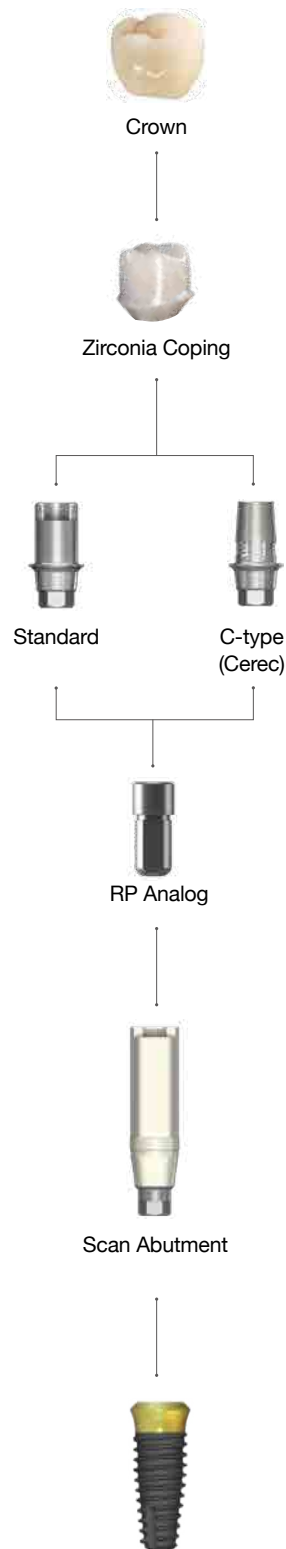 Crown
Zirconia Coping
Standard
C-type
(Cerec)
RP Analog
Scan Abutment